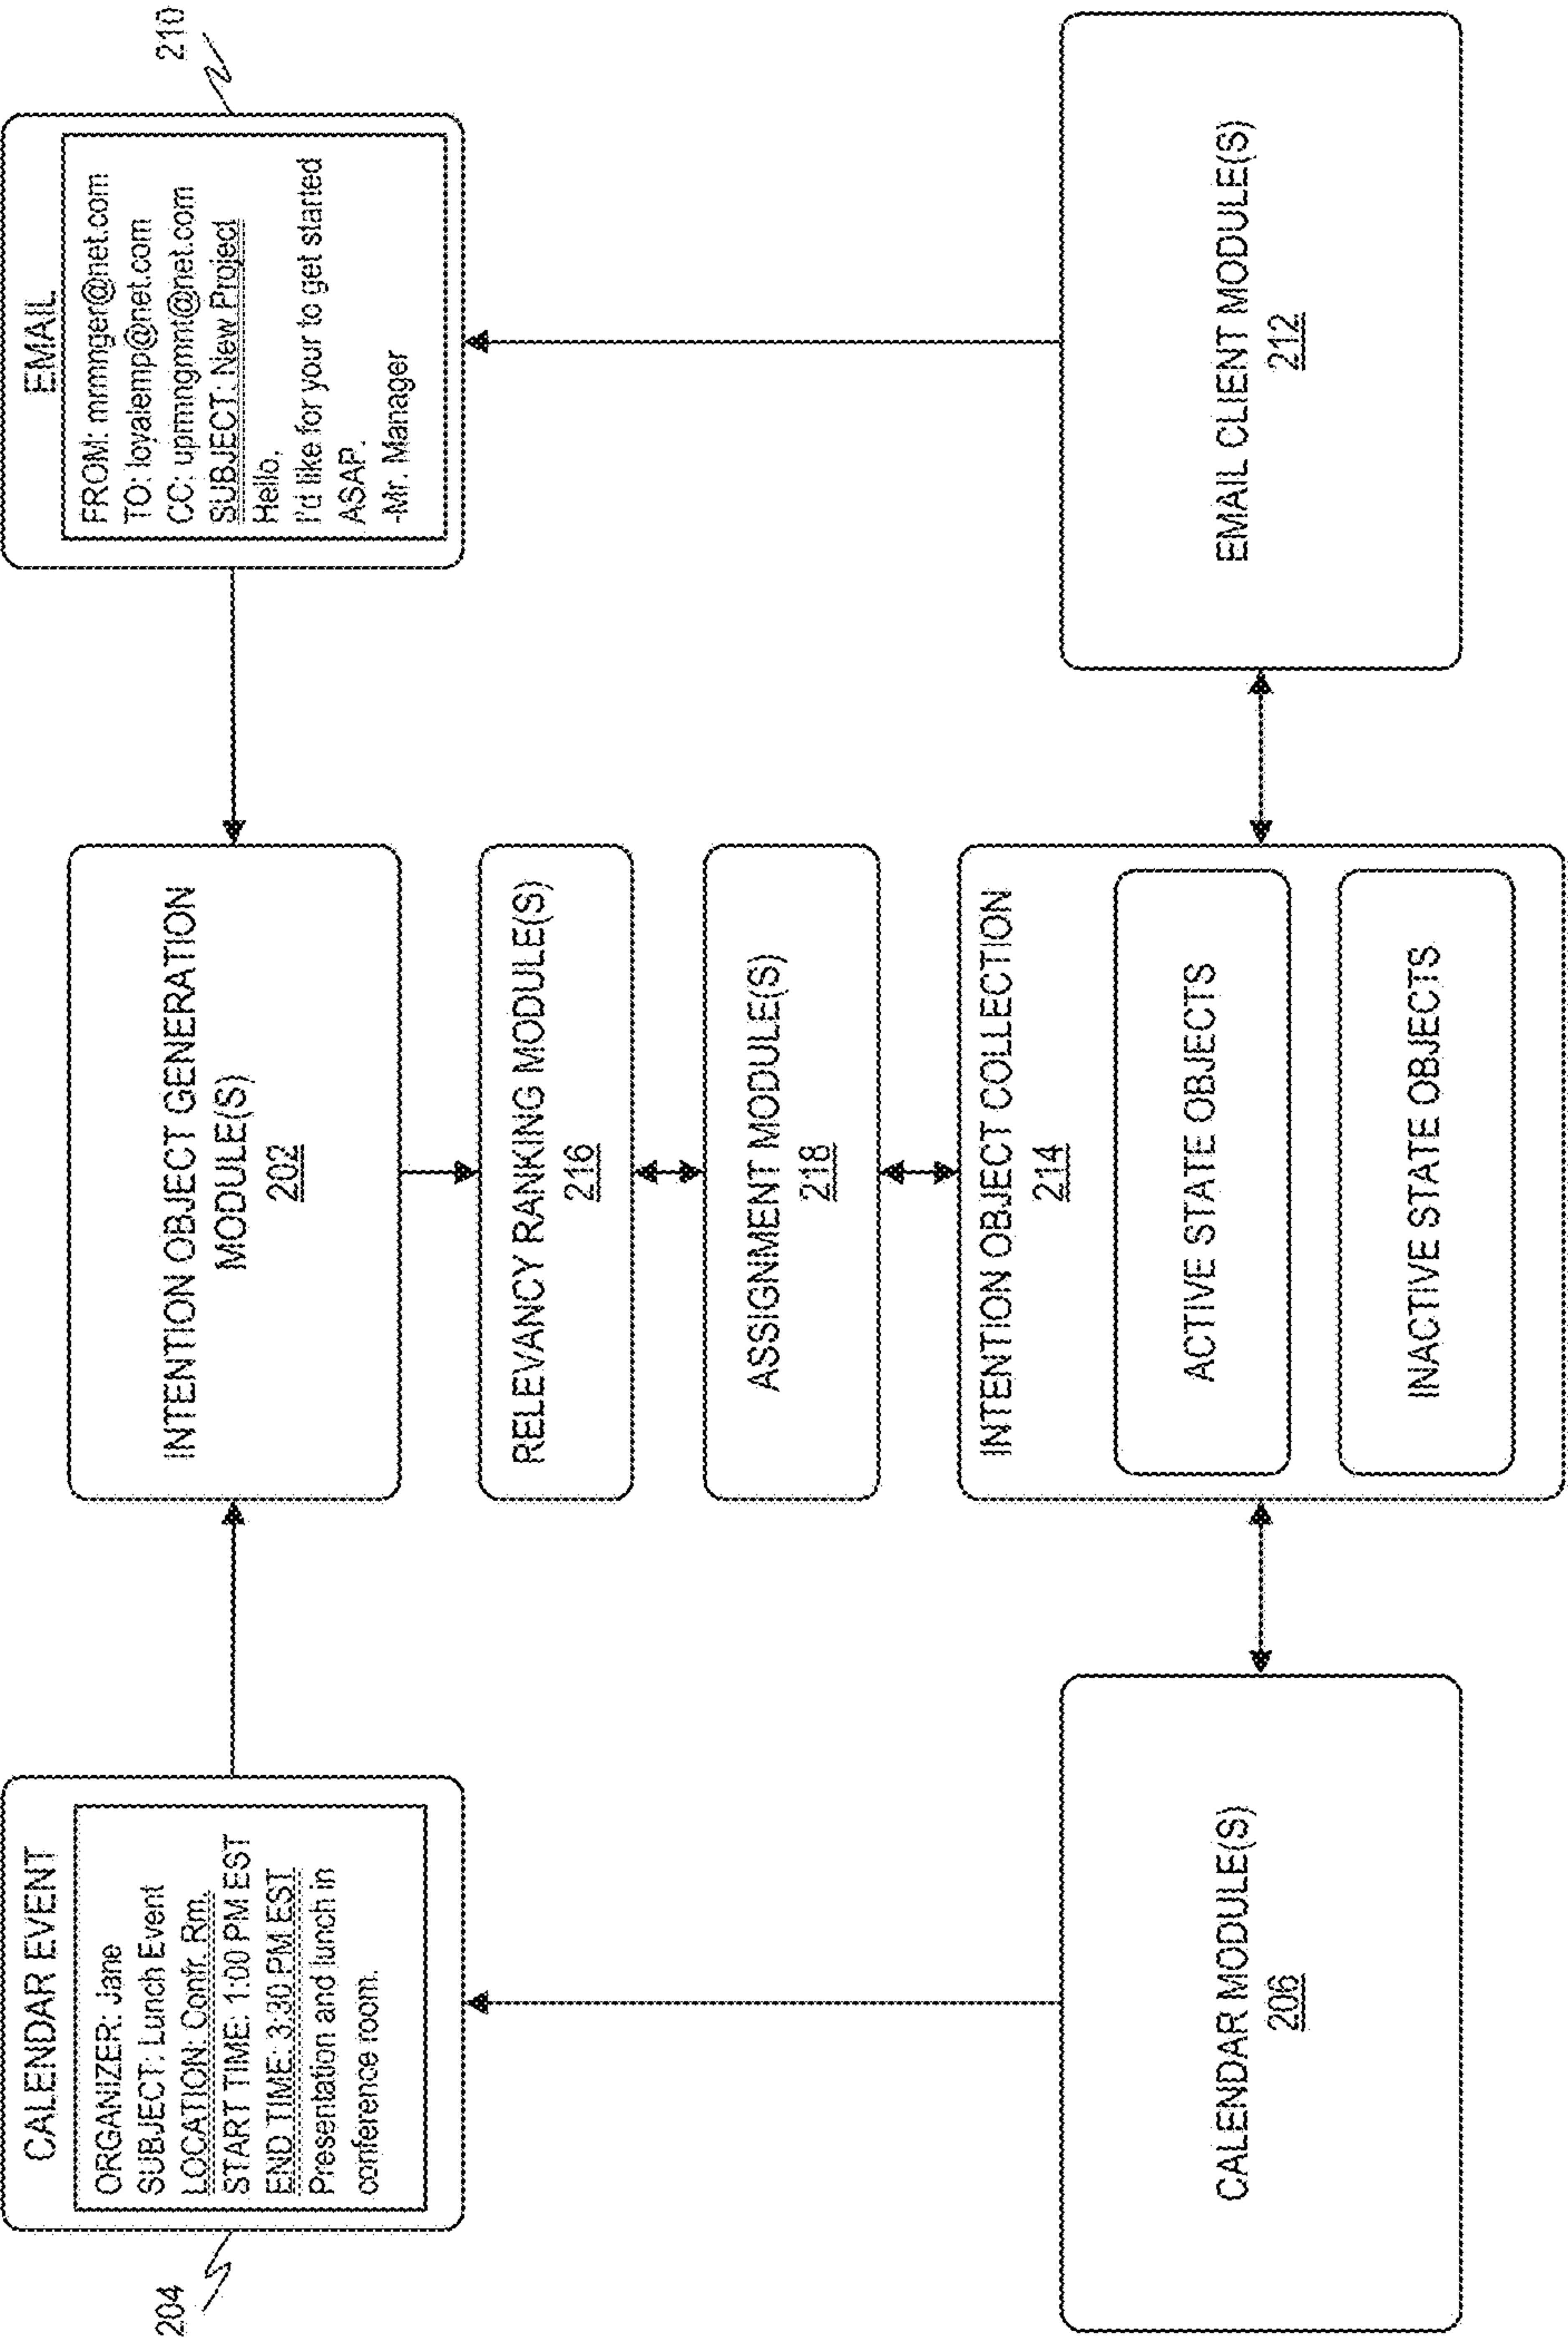 204
CALENDAR EVENT
ORGANIZER: Jane
SUBJECT: Lunch Event
LOCATION: Confr. Rm.
START TIME: 1:00 PM EST
END TIME: 3:30 PM EST
Presentation and lunch in
conference room.
INTENTION OBJECT GENERATION
MODULE(S)
202
EMAIL
FROM: mrmnger@net.com
TO: loyalemp@net.com
CC: uprmngmnt@net.com
SUBJECT: New Project
Hello,
I'd like for your to get started
ASAP.
-Mr. Manager
210
RELEVANCY RANKING MODULE(S)
216
ASSIGNMENT MODULE(S)
218
CALENDAR MODULE(S)
206
INTENTION OBJECT COLLECTION
214
ACTIVE STATE OBJECTS
INACTIVE STATE OBJECTS
EMAIL CLIENT MODULE(S)
212